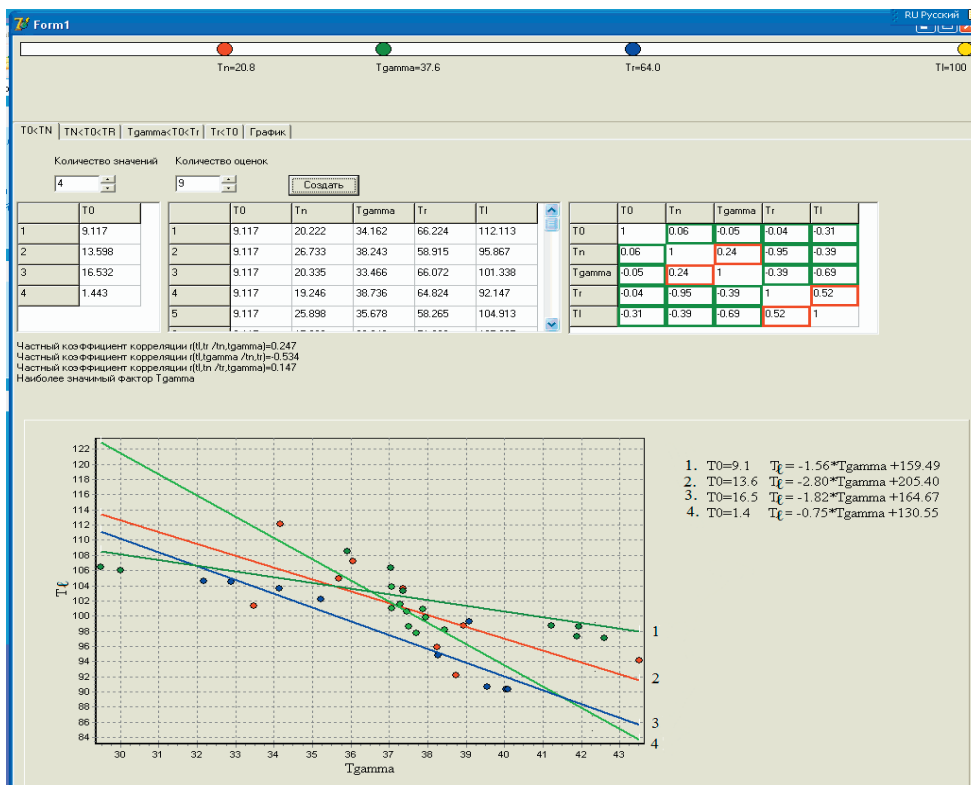 RU Русский
Form1
Tn=20.8 Tgamma=37.6 Tr=64.0 Tl=100
T0<TN TN<T0<TR Tgamma<T0<Tr Tr<T0 График
Количество значений Количество оценок
4 9 Создать
T0
1 9.117
2 13.598
3 16.532
4 1.443
T0 Tn Tgamma Tr Tl
1 9.117 20.222 34.162 66.224 112.113
2 9.117 26.733 38.243 58.915 95.867
3 9.117 20.335 33.466 66.072 101.338
4 9.117 19.246 38.736 64.824 92.147
5 9.117 25.898 35.678 58.265 104.913
T0 Tn Tgamma Tr Tl
T0 1 0.06 -0.05 -0.04 -0.31
Tn 0.06 1 0.24 -0.95 -0.39
Tgamma -0.05 0.24 1 -0.39 -0.69
Tr -0.04 -0.95 -0.39 1 0.52
Tl -0.31 -0.39 -0.69 0.52 1
Частный коэффициент корреляции r(tl,tr /tn,tgamma)=0.247
Частный коэффициент корреляции r(tl,tgamma /tn,tr)=-0.534
Частный коэффициент корреляции r(tl,tn /tr,tgamma)=0.147
Наиболее значимый фактор Tgamma
122
120
118
116
114
112
110
108
106
104
102
100
98
96
94
92
90
88
86
84
Tℓ
30 31 32 33 34 35 36 37 38 39 40 41 42 43
Tgamma
1
2
3
4
1. T0=9.1 Tℓ = -1.56*Tgamma +159.49
2. T0=13.6 Tℓ = -2.80*Tgamma +205.40
3. T0=16.5 Tℓ = -1.82*Tgamma +164.67
4. T0=1.4 Tℓ = -0.75*Tgamma +130.55